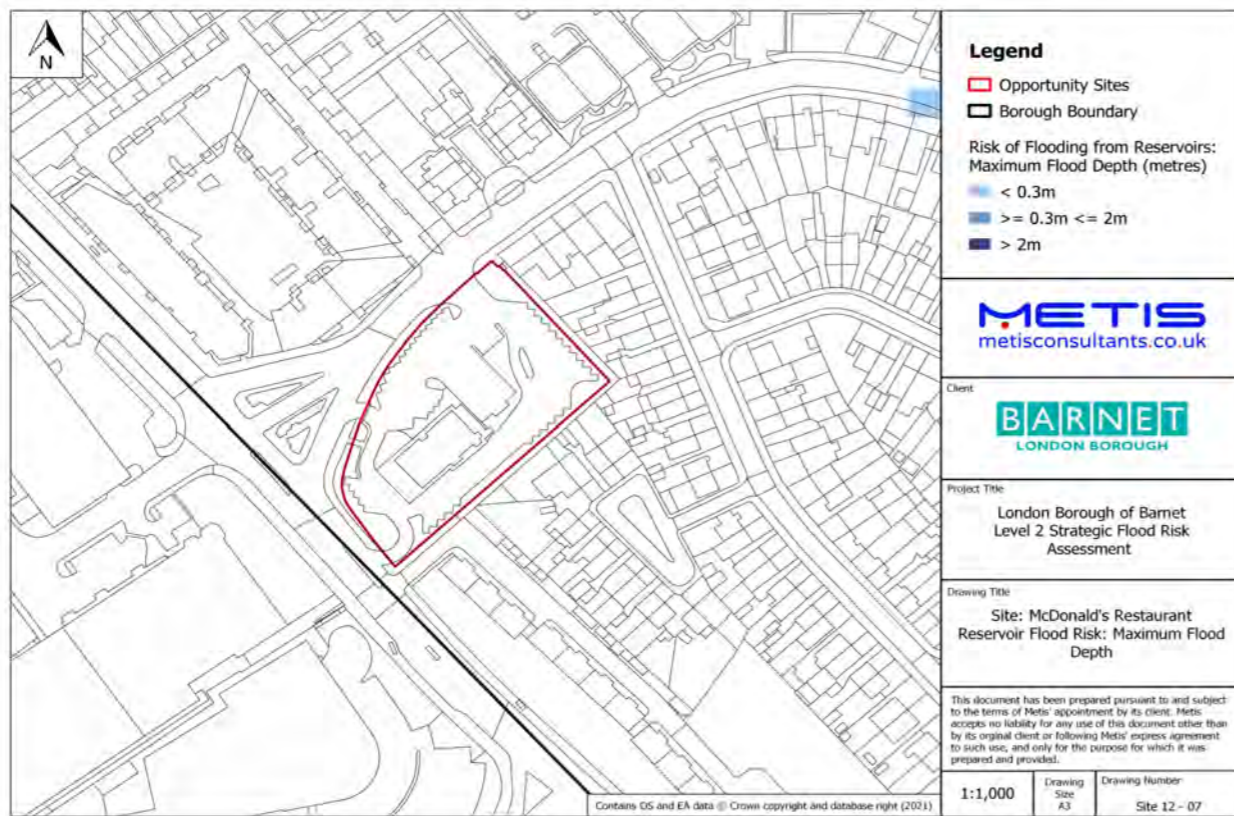 N
Legend
Opportunity Sites
Borough Boundary
Risk of Flooding from Reservoirs:
Maximum Flood Depth (metres)
< 0.3m
>= 0.3m <= 2m
> 2m
METIS
metisconsultants.co.uk
Client
BARNET
LONDON BOROUGH
Project Title
London Borough of Barnet
Level 2 Strategic Flood Risk
Assessment
Drawing Title
Site: McDonald's Restaurant
Reservoir Flood Risk: Maximum Flood
Depth
This document has been prepared pursuant to and subject
to the terms of Metis' appointment by its client. Metis
accepts no liability for any use of this document other than
by its orginal client or following Metis' express agreement
to such use, and only for the purpose for which it was
prepared and provided.
1:1,000
Drawing
Size
A3
Drawing Number
Site 12 - 07
Contains OS and EA data © Crown copyright and database right (2021)